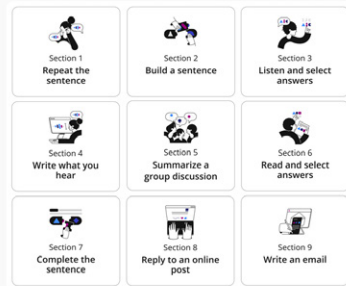 Section 1
Repeat the
sentence
Section 2
Build a sentence
Section 3
Listen and select
answers
Section 4
Write what you
hear
Section 5
Summarize a
group discussion
Section 6
Read and select
answers
Section 7
Complete the
sentence
Section 8
Reply to an online
post
Section 9
Write an email